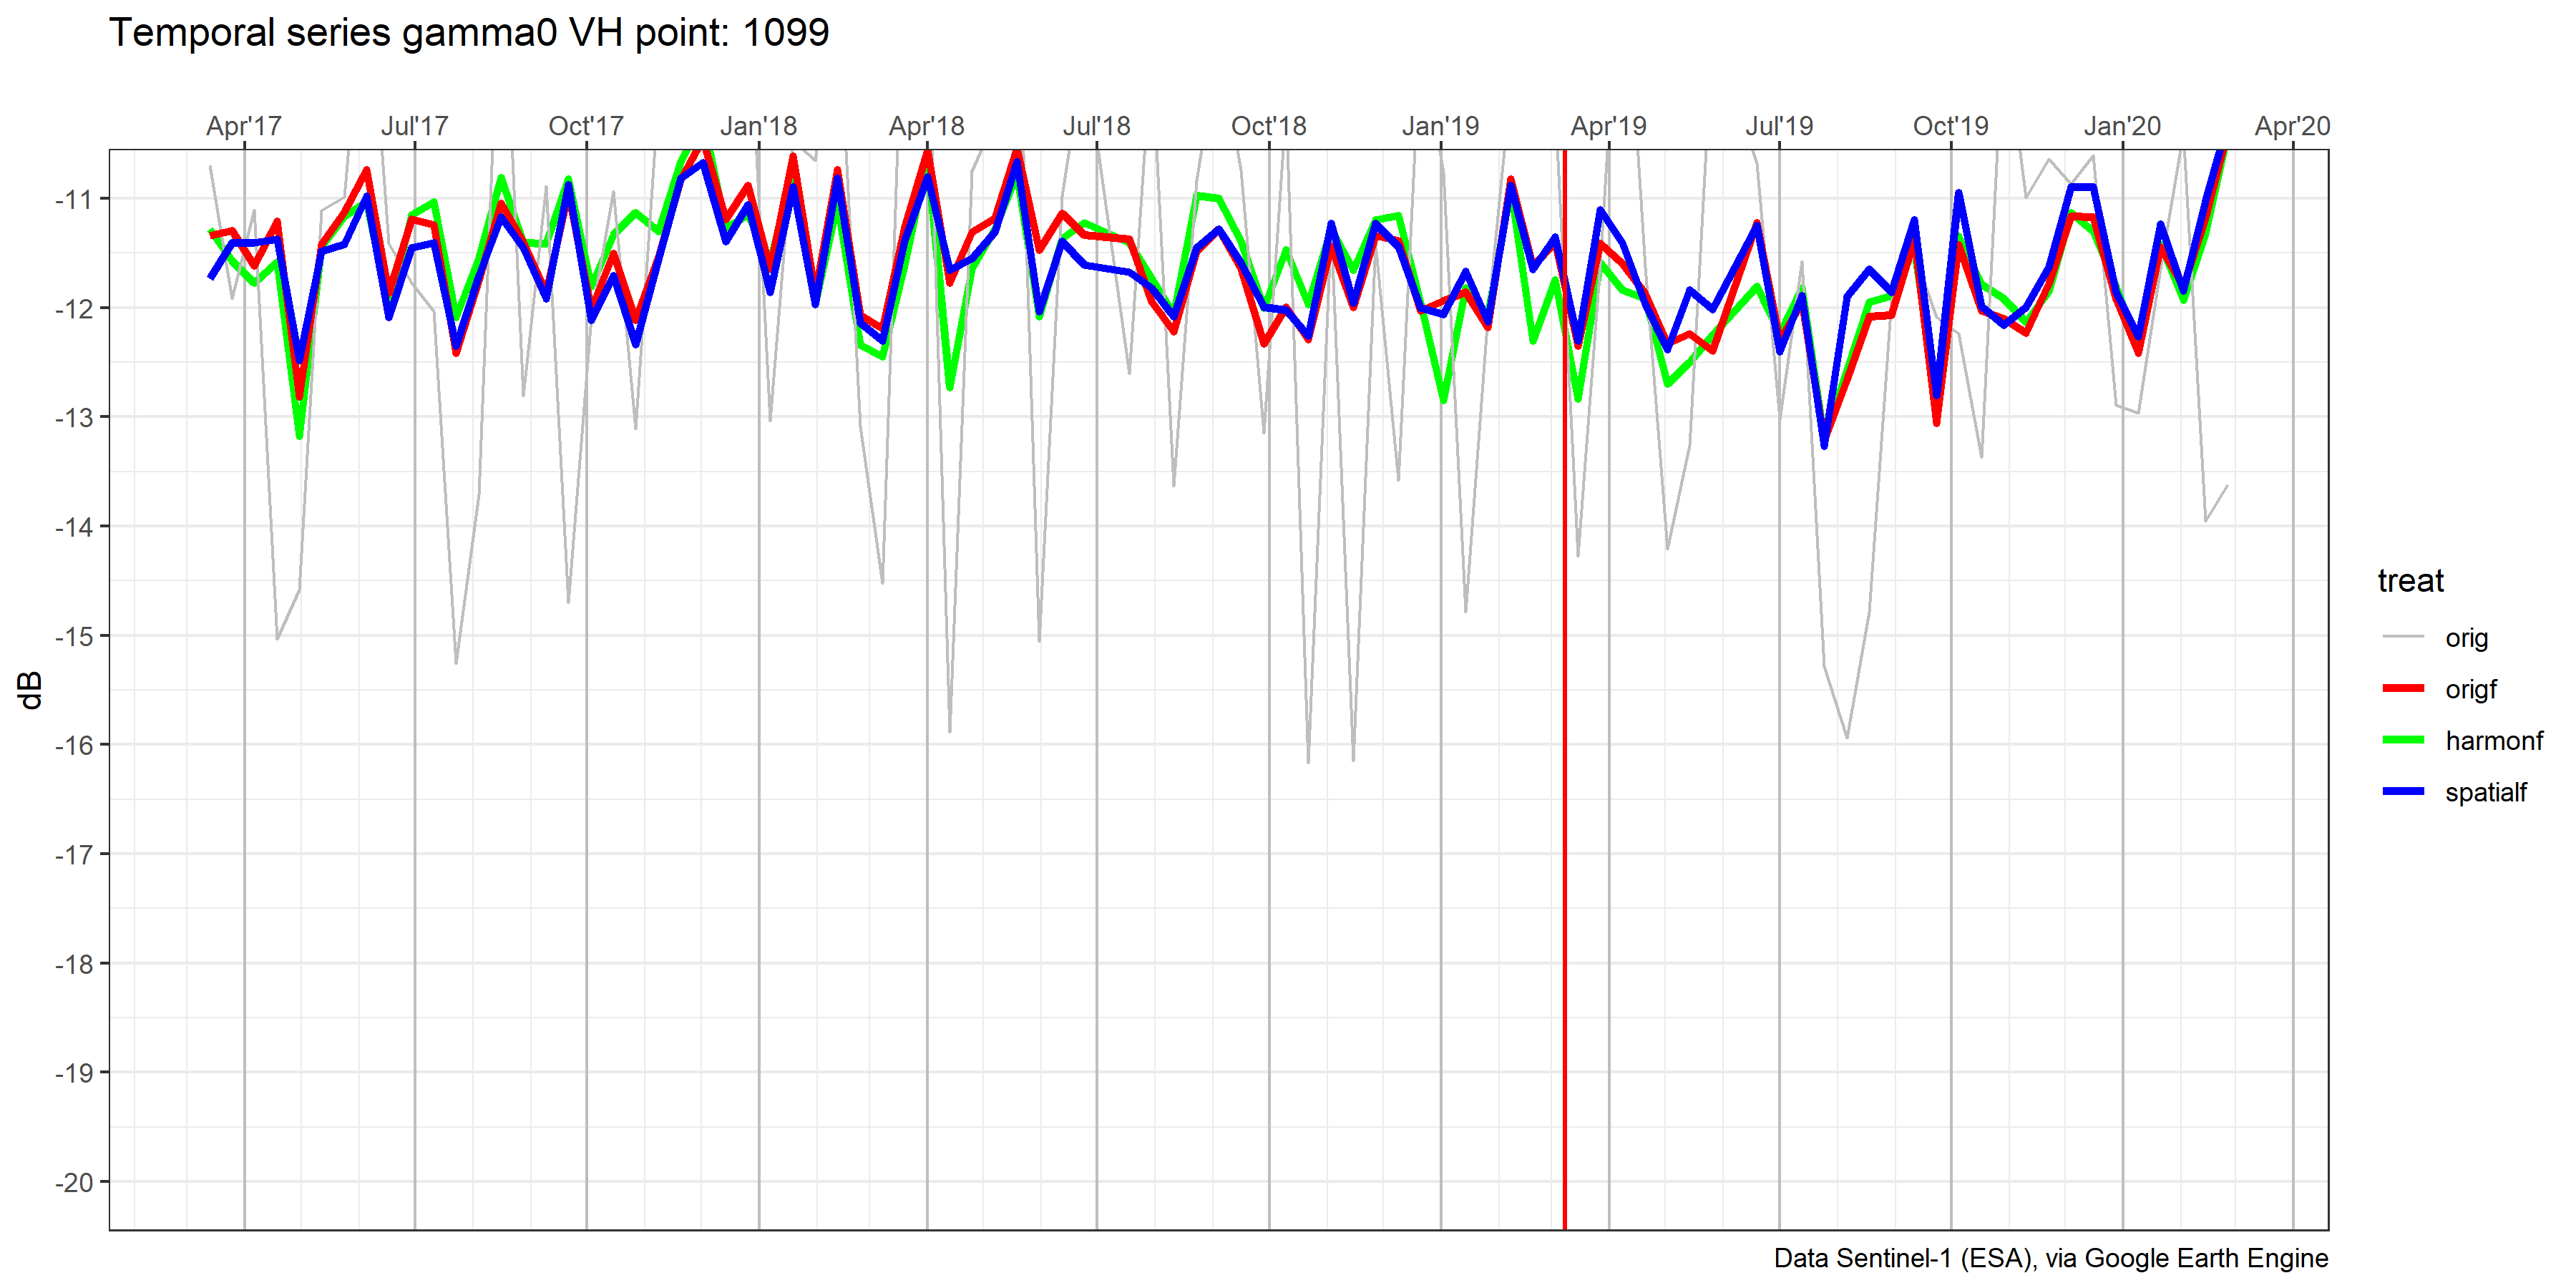 Temporal series gamma0 VH point: 1099
Apr'17 Jul'17 Oct'17 Jan'18 Apr'18 Jul'18 Oct'18 Jan'19 Apr'19 Jul'19 Oct'19 Jan'20 Apr'20
-11
-12
-13
-14
-15
-16
-17
-18
-19
-20
dB
treat
orig
origf
harmonf
spatialf
Data Sentinel-1 (ESA), via Google Earth Engine